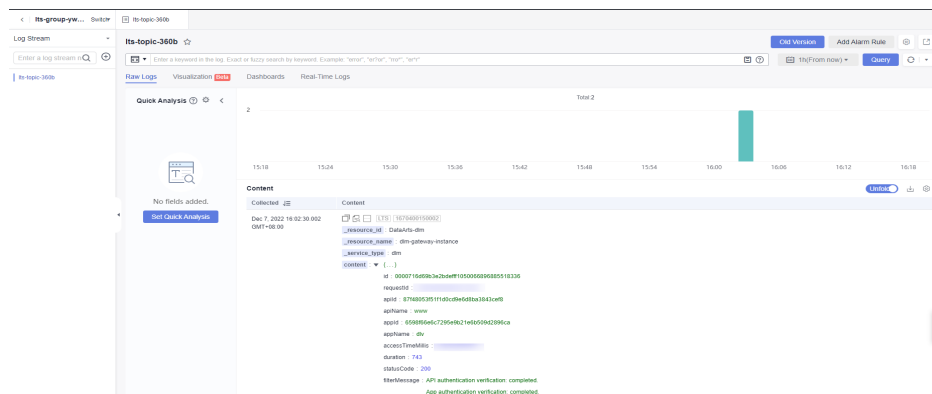 lts-group-yw... Switch
lts-topic-360b
Log Stream
lts-topic-360b
Old Version
Add Alarm Rule
Enter a log stream n
Enter a keyword in the log. Exact or fuzzy search by keyword. Example: "error", "er?or", "rro*", "er*r"
1h(From now)
Query
lts-topic-360b
Raw Logs
Visualization Beta
Dashboards
Real-Time Logs
Quick Analysis
Total:2
2
15:18
15:24
15:30
15:36
15:42
15:48
15:54
16:00
16:06
16:12
16:18
No fields added.
Set Quick Analysis
Content
Unfold
Collected
Content
Dec 7, 2022 16:02:30.002
GMT+08:00
LTS 1670400150002
_resource_id : DataArts-dlm
_resource_name : dlm-gateway-instance
_service_type : dlm
content : {...}
requestId :
apiName : www
appName : dlv
accessTimeMillis :
duration : 743
statusCode : 200
filterMessage : API authentication verification: completed.
App authentication verification: completed.